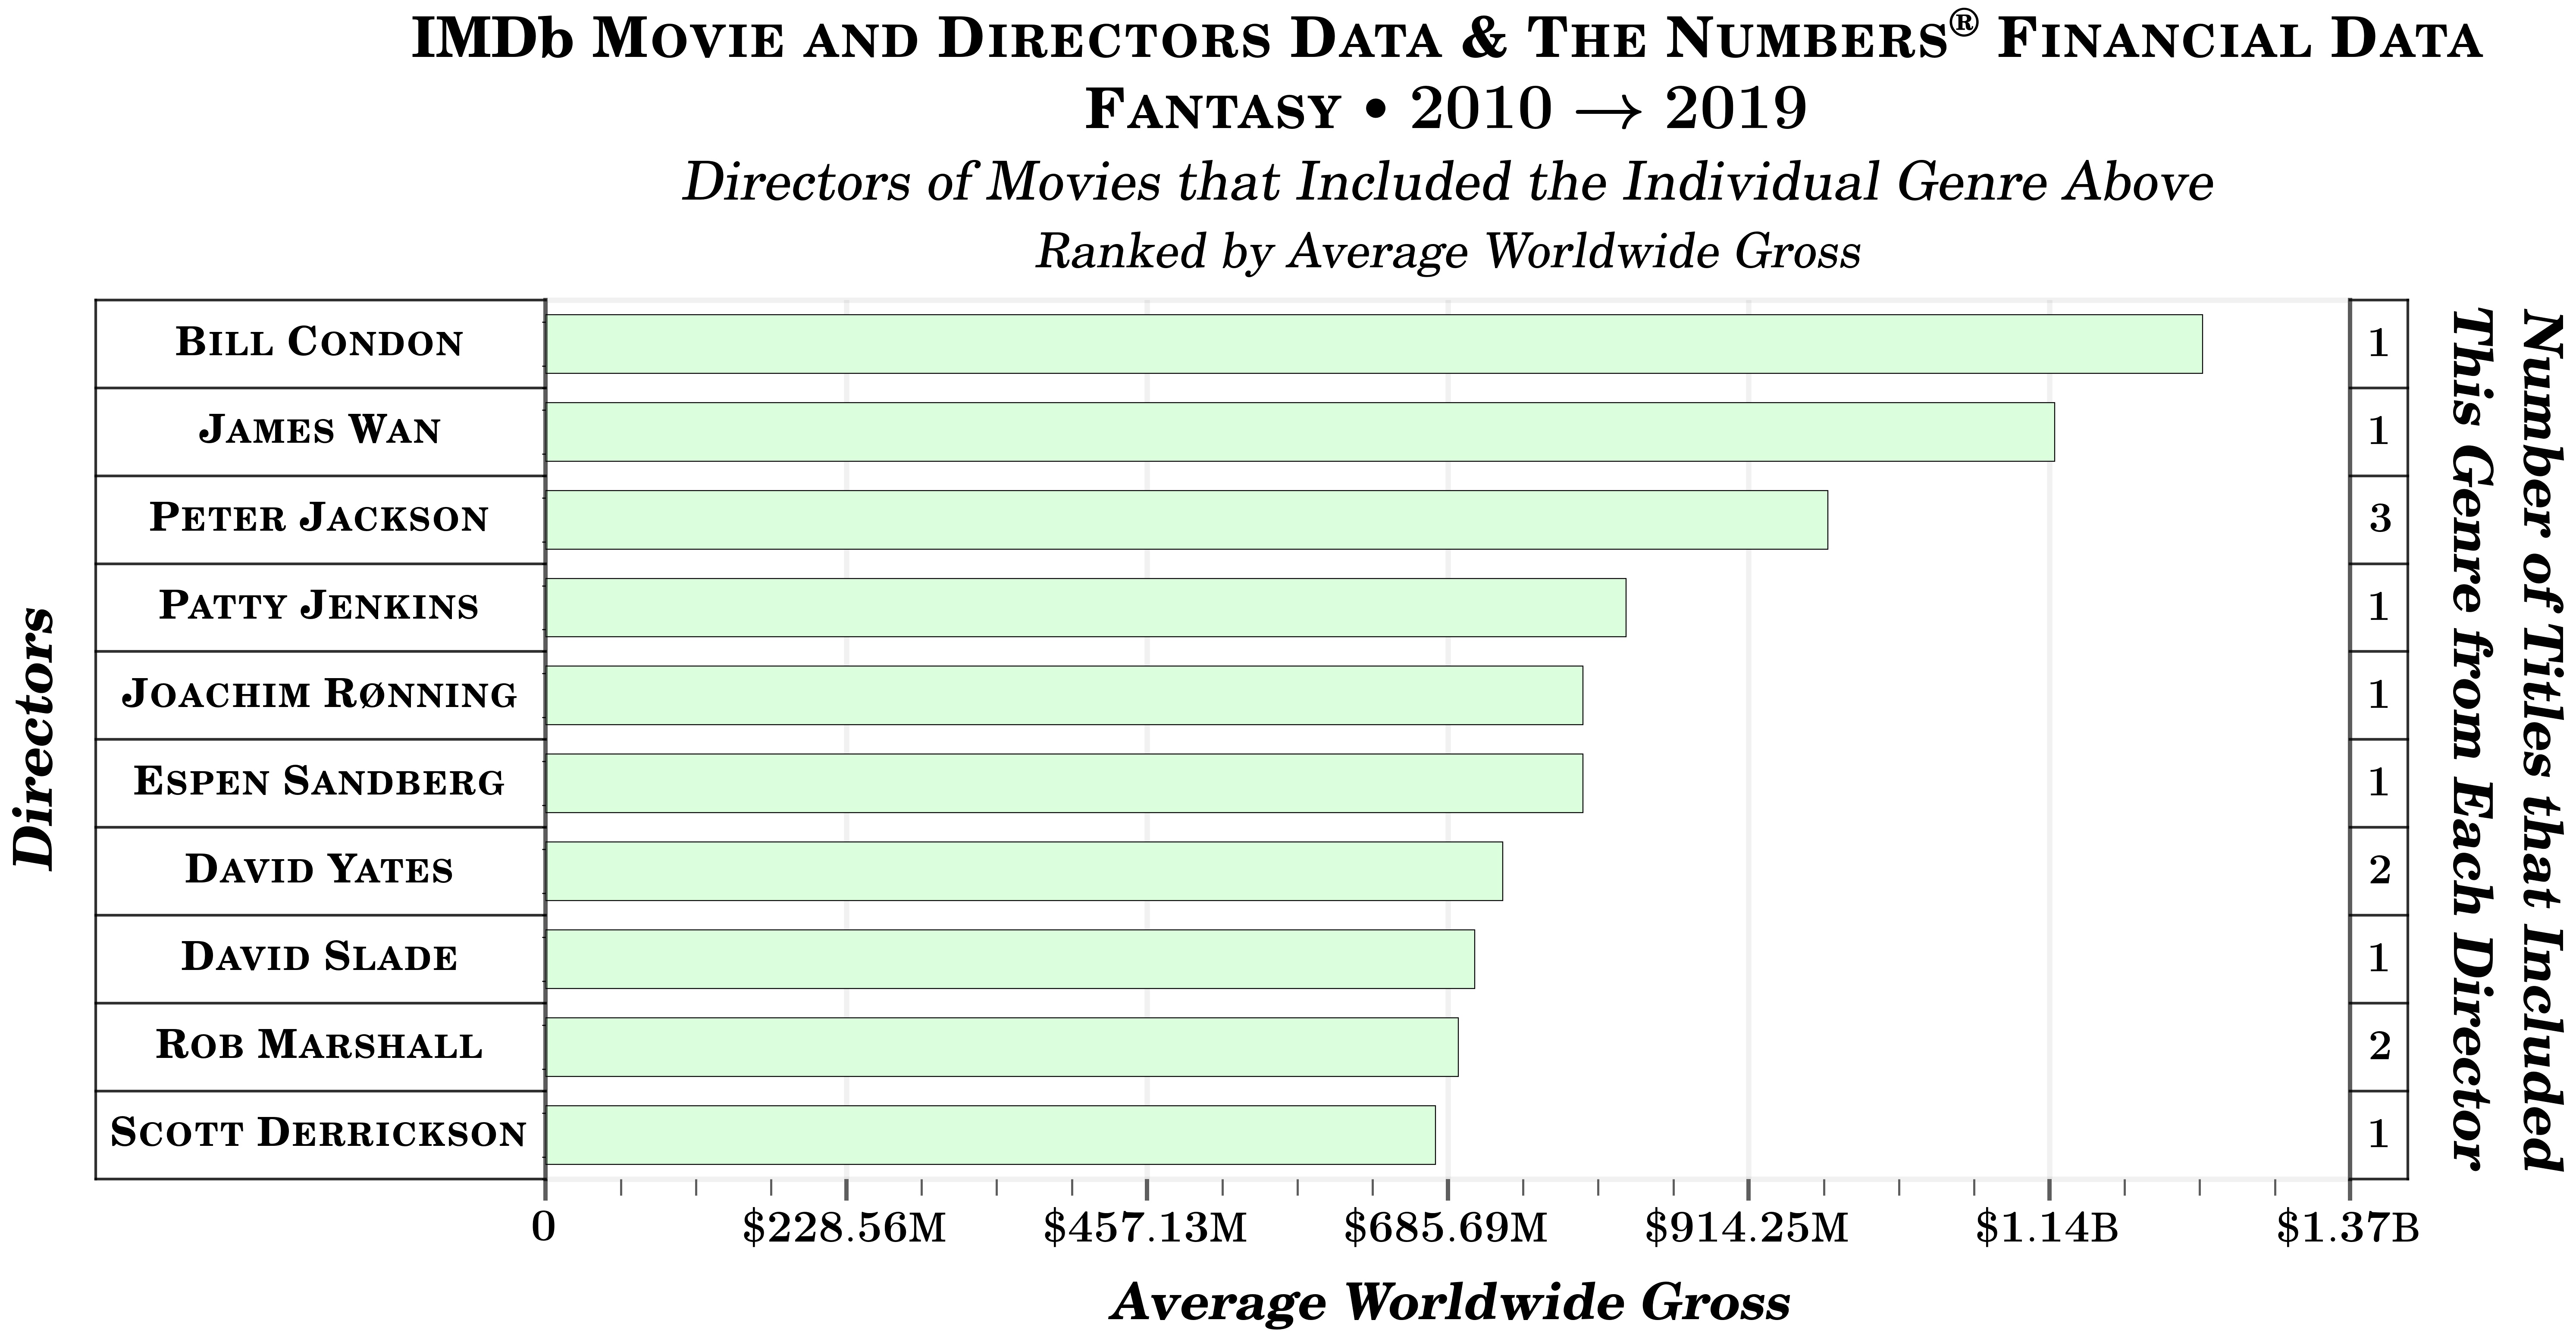 IMDb Movie and Directors Data & The Numbers® Financial Data
Fantasy • 2010 → 2019
Directors of Movies that Included the Individual Genre Above
Ranked by Average Worldwide Gross
Directors
Bill Condon 1
James Wan 1
Peter Jackson 3
Patty Jenkins 1
Joachim Rønning 1
Espen Sandberg 1
David Yates 2
David Slade 1
Rob Marshall 2
Scott Derrickson 1
Number of Titles that Included
This Genre from Each Director
0 $228.56M $457.13M $685.69M $914.25M $1.14B $1.37B
Average Worldwide Gross